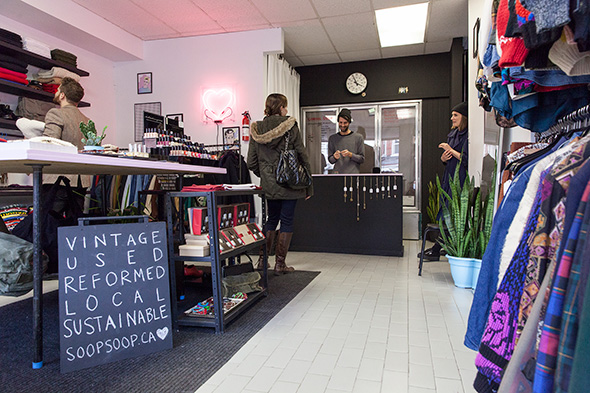 VINTAGE
USED
REFORMED
LOCAL
SUSTAINABLE
SOOPSOOP.CA